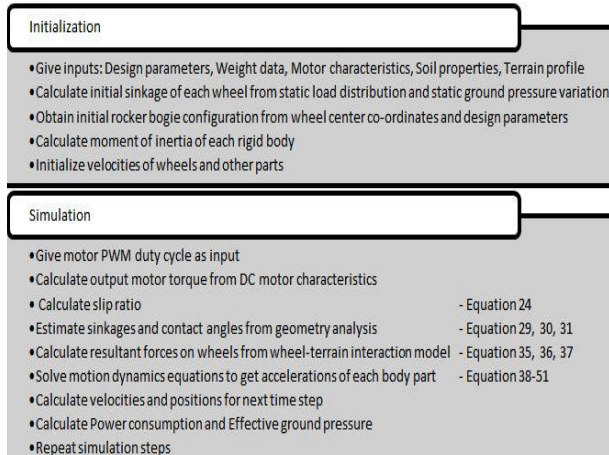 Initialization
•Give inputs: Design parameters, Weight data, Motor characteristics, Soil properties, Terrain profile
•Calculate initial sinkage of each wheel from static load distribution and static ground pressure variation
•Obtain initial rocker bogie configuration from wheel center co-ordinates and design parameters
•Calculate moment of inertia of each rigid body
•Initialize velocities of wheels and other parts
Simulation
•Give motor PWM duty cycle as input
•Calculate output motor torque from DC motor characteristics
• Calculate slip ratio - Equation 24
•Estimate sinkages and contact angles from geometry analysis - Equation 29, 30, 31
•Calculate resultant forces on wheels from wheel-terrain interaction model - Equation 35, 36, 37
•Solve motion dynamics equations to get accelerations of each body part - Equation 38-51
•Calculate velocities and positions for next time step
•Calculate Power consumption and Effective ground pressure
•Repeat simulation steps